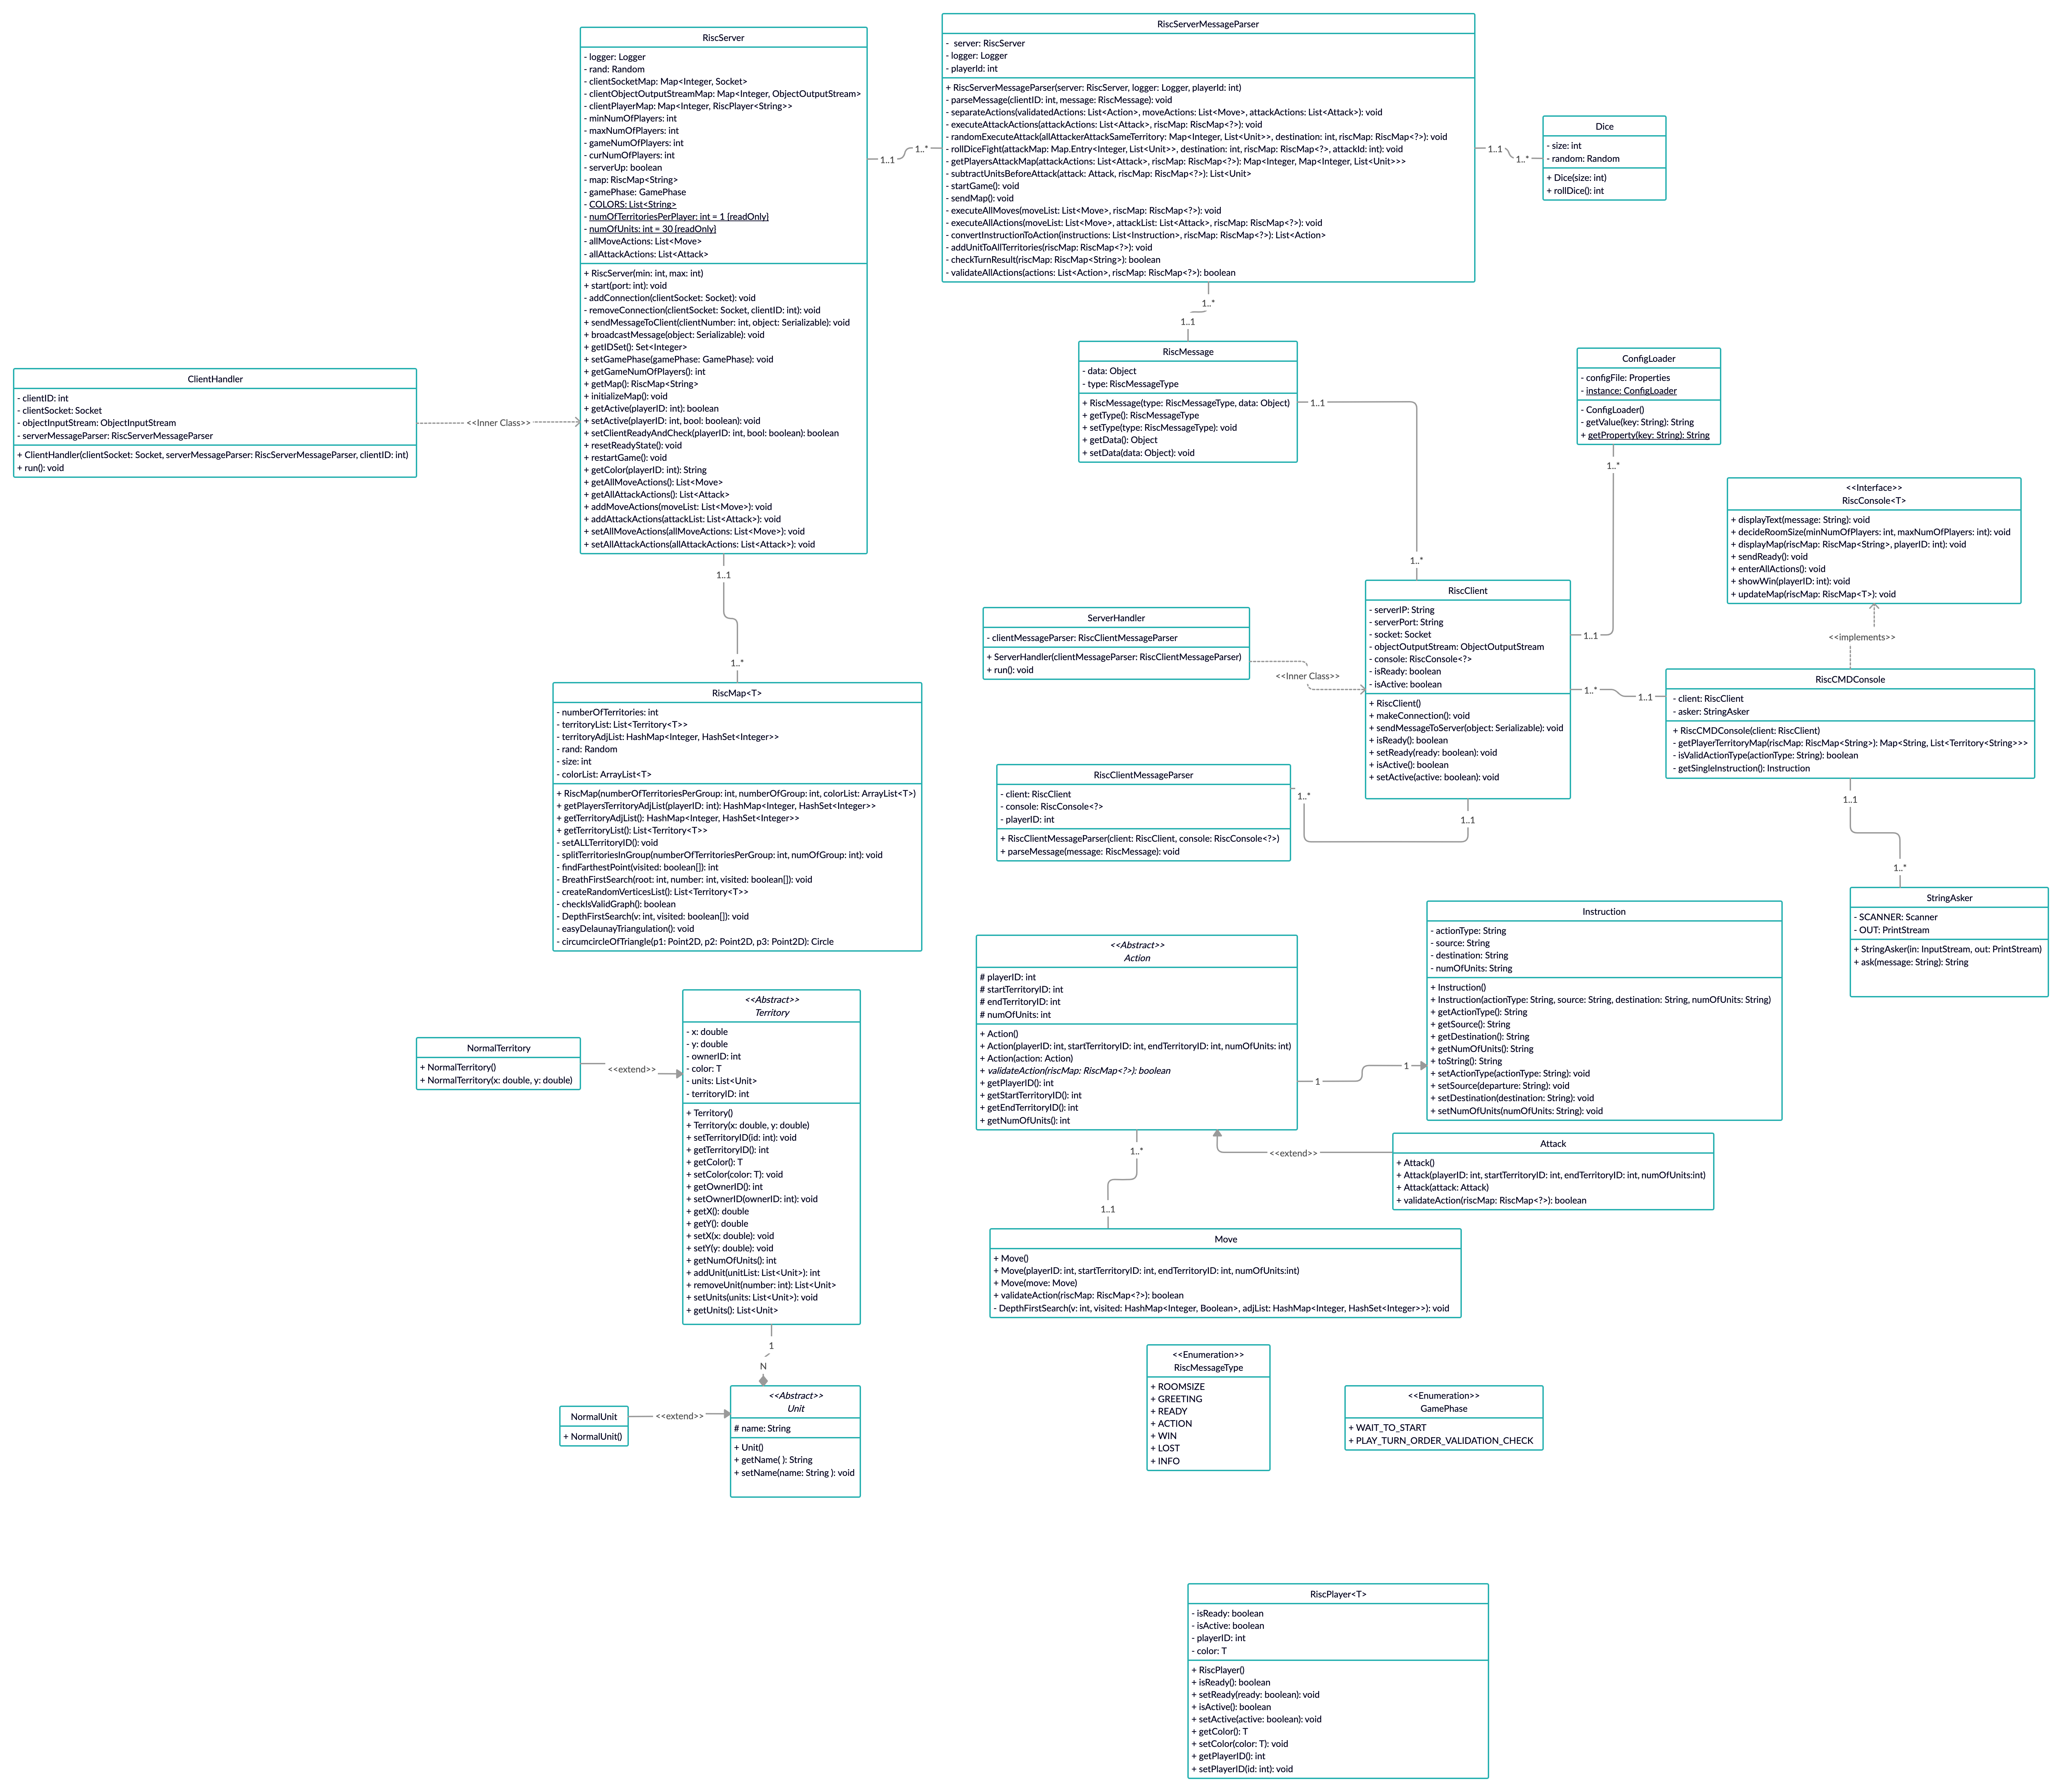 RiscServer
- logger: Logger
- rand: Random
- clientSocketMap: Map<Integer, Socket>
- clientObjectOutputStreamMap: Map<Integer, ObjectOutputStream>
- clientPlayerMap: Map<Integer, RiscPlayer<String>>
- minNumOfPlayers: int
- maxNumOfPlayers: int
- gameNumOfPlayers: int
- curNumOfPlayers: int
- serverUp: boolean
- map: RiscMap<String>
- gamePhase: GamePhase
- COLORS: List<String>
- numOfTerritoriesPerPlayer: int = 1 {readOnly}
- numOfUnits: int = 30 {readOnly}
- allMoveActions: List<Move>
- allAttackActions: List<Attack>
+ RiscServer(min: int, max: int)
+ start(port: int): void
- addConnection(clientSocket: Socket): void
- removeConnection(clientSocket: Socket, clientID: int): void
+ sendMessageToClient(clientNumber: int, object: Serializable): void
+ broadcastMessage(object: Serializable): void
+ getIDSet(): Set<Integer>
+ setGamePhase(gamePhase: GamePhase): void
+ getGameNumOfPlayers(): int
+ getMap(): RiscMap<String>
+ initializeMap(): void
+ getActive(playerID: int): boolean
+ setActive(playerID: int, bool: boolean): void
+ setClientReadyAndCheck(playerID: int, bool: boolean): boolean
+ resetReadyState(): void
+ restartGame(): void
+ getColor(playerID: int): String
+ getAllMoveActions(): List<Move>
+ getAllAttackActions(): List<Attack>
+ addMoveActions(moveList: List<Move>): void
+ addAttackActions(attackList: List<Attack>): void
+ setAllMoveActions(allMoveActions: List<Move>): void
+ setAllAttackActions(allAttackActions: List<Attack>): void
1..1
1..*
RiscServerMessageParser
- server: RiscServer
- logger: Logger
- playerId: int
+ RiscServerMessageParser(server: RiscServer, logger: Logger, playerId: int)
- parseMessage(clientID: int, message: RiscMessage): void
- separateActions(validatedActions: List<Action>, moveActions: List<Move>, attackActions: List<Attack>): void
- executeAttackActions(attackActions: List<Attack>, riscMap: RiscMap<?>): void
- randomExecuteAttack(allAttackerAttackSameTerritory: Map<Integer, List<Unit>>, destination: int, riscMap: RiscMap<?>): void
- rollDiceFight(attackMap: Map.Entry<Integer, List<Unit>>, destination: int, riscMap: RiscMap<?>, attackId: int): void
- getPlayersAttackMap(attackActions: List<Attack>, riscMap: RiscMap<?>): Map<Integer, Map<Integer, List<Unit>>>
- subtractUnitsBeforeAttack(attack: Attack, riscMap: RiscMap<?>): List<Unit>
- startGame(): void
- sendMap(): void
- executeAllMoves(moveList: List<Move>, riscMap: RiscMap<?>): void
- executeAllActions(moveList: List<Move>, attackList: List<Attack>, riscMap: RiscMap<?>): void
- convertInstructionToAction(instructions: List<Instruction>, riscMap: RiscMap<?>): List<Action>
- addUnitToAllTerritories(riscMap: RiscMap<?>): void
- checkTurnResult(riscMap: RiscMap<String>): boolean
- validateAllActions(actions: List<Action>, riscMap: RiscMap<?>): boolean
1..1
1..*
Dice
- size: int
- random: Random
+ Dice(size: int)
+ rollDice(): int
1..*
1..1
RiscMessage
- data: Object
- type: RiscMessageType
+ RiscMessage(type: RiscMessageType, data: Object)
+ getType(): RiscMessageType
+ setType(type: RiscMessageType): void
+ getData(): Object
+ setData(data: Object): void
1..1
1..*
ConfigLoader
- configFile: Properties
- instance: ConfigLoader
- ConfigLoader()
- getValue(key: String): String
+ getProperty(key: String): String
1..*
1..1
ClientHandler
- clientID: int
- clientSocket: Socket
- objectInputStream: ObjectInputStream
- serverMessageParser: RiscServerMessageParser
+ ClientHandler(clientSocket: Socket, serverMessageParser: RiscServerMessageParser, clientID: int)
+ run(): void
<<Inner Class>>
<<Interface>>
RiscConsole<T>
+ displayText(message: String): void
+ decideRoomSize(minNumOfPlayers: int, maxNumOfPlayers: int): void
+ displayMap(riscMap: RiscMap<String>, playerID: int): void
+ sendReady(): void
+ enterAllActions(): void
+ showWin(playerID: int): void
+ updateMap(riscMap: RiscMap<T>): void
<<implements>>
RiscClient
- serverIP: String
- serverPort: String
- socket: Socket
- objectOutputStream: ObjectOutputStream
- console: RiscConsole<?>
- isReady: boolean
- isActive: boolean
+ RiscClient()
+ makeConnection(): void
+ sendMessageToServer(object: Serializable): void
+ isReady(): boolean
+ setReady(ready: boolean): void
+ isActive(): boolean
+ setActive(active: boolean): void
ServerHandler
- clientMessageParser: RiscClientMessageParser
+ ServerHandler(clientMessageParser: RiscClientMessageParser)
+ run(): void
<<Inner Class>>
1..*
1..1
RiscCMDConsole
- client: RiscClient
- asker: StringAsker
+ RiscCMDConsole(client: RiscClient)
- getPlayerTerritoryMap(riscMap: RiscMap<String>): Map<String, List<Territory<String>>>
- isValidActionType(actionType: String): boolean
- getSingleInstruction(): Instruction
1..1
1..*
RiscClientMessageParser
- client: RiscClient
- console: RiscConsole<?>
- playerID: int
+ RiscClientMessageParser(client: RiscClient, console: RiscConsole<?>)
+ parseMessage(message: RiscMessage): void
1..*
1..1
StringAsker
- SCANNER: Scanner
- OUT: PrintStream
+ StringAsker(in: InputStream, out: PrintStream)
+ ask(message: String): String
1..1
1..*
RiscMap<T>
- numberOfTerritories: int
- territoryList: List<Territory<T>>
- territoryAdjList: HashMap<Integer, HashSet<Integer>>
- rand: Random
- size: int
- colorList: ArrayList<T>
+ RiscMap(numberOfTerritoriesPerGroup: int, numberOfGroup: int, colorList: ArrayList<T>)
+ getPlayersTerritoryAdjList(playerID: int): HashMap<Integer, HashSet<Integer>>
+ getTerritoryAdjList(): HashMap<Integer, HashSet<Integer>>
+ getTerritoryList(): List<Territory<T>>
- setALLTerritoryID(): void
- splitTerritoriesInGroup(numberOfTerritoriesPerGroup: int, numOfGroup: int): void
- findFarthestPoint(visited: boolean[]): int
- BreathFirstSearch(root: int, number: int, visited: boolean[]): void
- createRandomVerticesList(): List<Territory<T>>
- checkIsValidGraph(): boolean
- DepthFirstSearch(v: int, visited: boolean[]): void
- easyDelaunayTriangulation(): void
- circumcircleOfTriangle(p1: Point2D, p2: Point2D, p3: Point2D): Circle
<<Abstract>>
Action
# playerID: int
# startTerritoryID: int
# endTerritoryID: int
# numOfUnits: int
+ Action()
+ Action(playerID: int, startTerritoryID: int, endTerritoryID: int, numOfUnits: int)
+ Action(action: Action)
+ validateAction(riscMap: RiscMap<?>): boolean
+ getPlayerID(): int
+ getStartTerritoryID(): int
+ getEndTerritoryID(): int
+ getNumOfUnits(): int
1
1
Instruction
- actionType: String
- source: String
- destination: String
- numOfUnits: String
+ Instruction()
+ Instruction(actionType: String, source: String, destination: String, numOfUnits: String)
+ getActionType(): String
+ getSource(): String
+ getDestination(): String
+ getNumOfUnits(): String
+ toString(): String
+ setActionType(actionType: String): void
+ setSource(departure: String): void
+ setDestination(destination: String): void
+ setNumOfUnits(numOfUnits: String): void
<<extend>>
Attack
+ Attack()
+ Attack(playerID: int, startTerritoryID: int, endTerritoryID: int, numOfUnits:int)
+ Attack(attack: Attack)
+ validateAction(riscMap: RiscMap<?>): boolean
1..*
1..1
Move
+ Move()
+ Move(playerID: int, startTerritoryID: int, endTerritoryID: int, numOfUnits:int)
+ Move(move: Move)
+ validateAction(riscMap: RiscMap<?>): boolean
- DepthFirstSearch(v: int, visited: HashMap<Integer, Boolean>, adjList: HashMap<Integer, HashSet<Integer>>): void
NormalTerritory
+ NormalTerritory()
+ NormalTerritory(x: double, y: double)
<<extend>>
<<Abstract>>
Territory
- x: double
- y: double
- ownerID: int
- color: T
- units: List<Unit>
- territoryID: int
+ Territory()
+ Territory(x: double, y: double)
+ setTerritoryID(id: int): void
+ getTerritoryID(): int
+ getColor(): T
+ setColor(color: T): void
+ getOwnerID(): int
+ setOwnerID(ownerID: int): void
+ getX(): double
+ getY(): double
+ setX(x: double): void
+ setY(y: double): void
+ getNumOfUnits(): int
+ addUnit(unitList: List<Unit>): int
+ removeUnit(number: int): List<Unit>
+ setUnits(units: List<Unit>): void
+ getUnits(): List<Unit>
1
N
NormalUnit
+ NormalUnit()
<<extend>>
<<Abstract>>
Unit
# name: String
+ Unit()
+ getName( ): String
+ setName(name: String ): void
<<Enumeration>>
RiscMessageType
+ ROOMSIZE
+ GREETING
+ READY
+ ACTION
+ WIN
+ LOST
+ INFO
<<Enumeration>>
GamePhase
+ WAIT_TO_START
+ PLAY_TURN_ORDER_VALIDATION_CHECK
RiscPlayer<T>
- isReady: boolean
- isActive: boolean
- playerID: int
- color: T
+ RiscPlayer()
+ isReady(): boolean
+ setReady(ready: boolean): void
+ isActive(): boolean
+ setActive(active: boolean): void
+ getColor(): T
+ setColor(color: T): void
+ getPlayerID(): int
+ setPlayerID(id: int): void